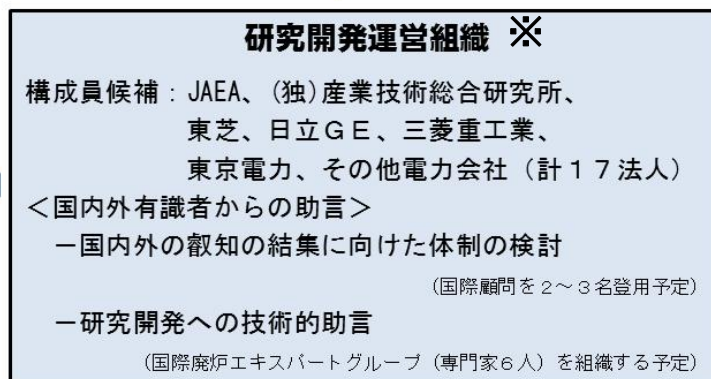 研究開発運営組織 ※
構成員候補：JAEA、(独)産業技術総合研究所、
東芝、日立ＧＥ、三菱重工業、
東京電力、その他電力会社（計１７法人）
＜国内外有識者からの助言＞
－国内外の叡知の結集に向けた体制の検討
（国際顧問を２～３名登用予定）
－研究開発への技術的助言
（国際廃炉エキスパートグループ（専門家６人）を組織する予定）